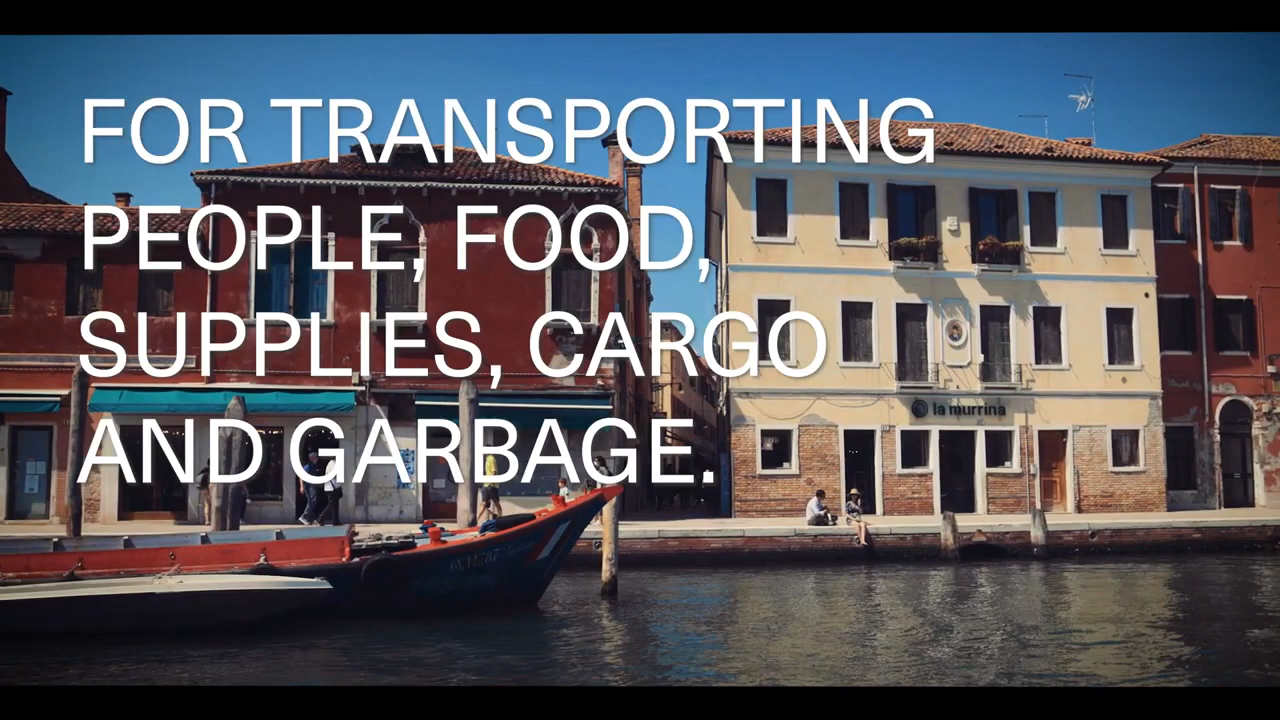 FOR TRANSPORTING
PEOPLE, FOOD,
SUPPLIES, CARGO
AND GARBAGE.
la murrina